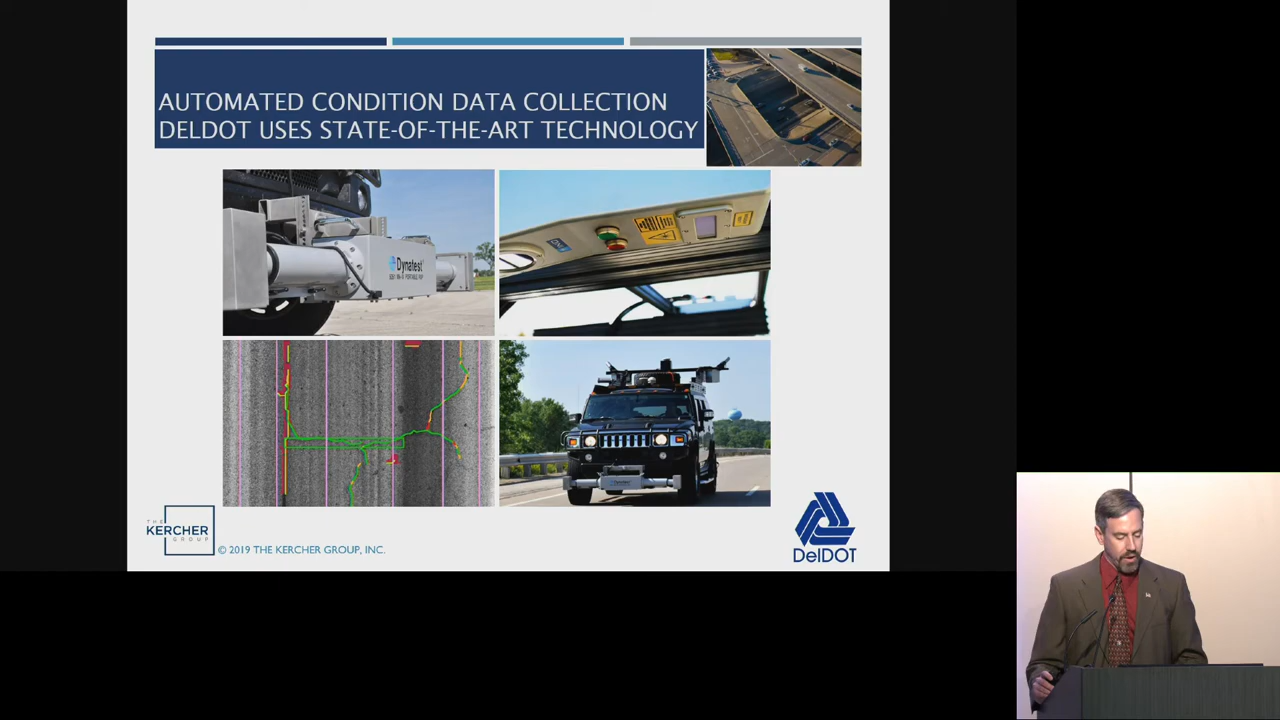 AUTOMATED CONDITION DATA COLLECTION
DELDOT USES STATE-OF-THE-ART TECHNOLOGY
Dynatest
THE
KERCHER
GROUP
© 2019 THE KERCHER GROUP, INC.
DelDOT